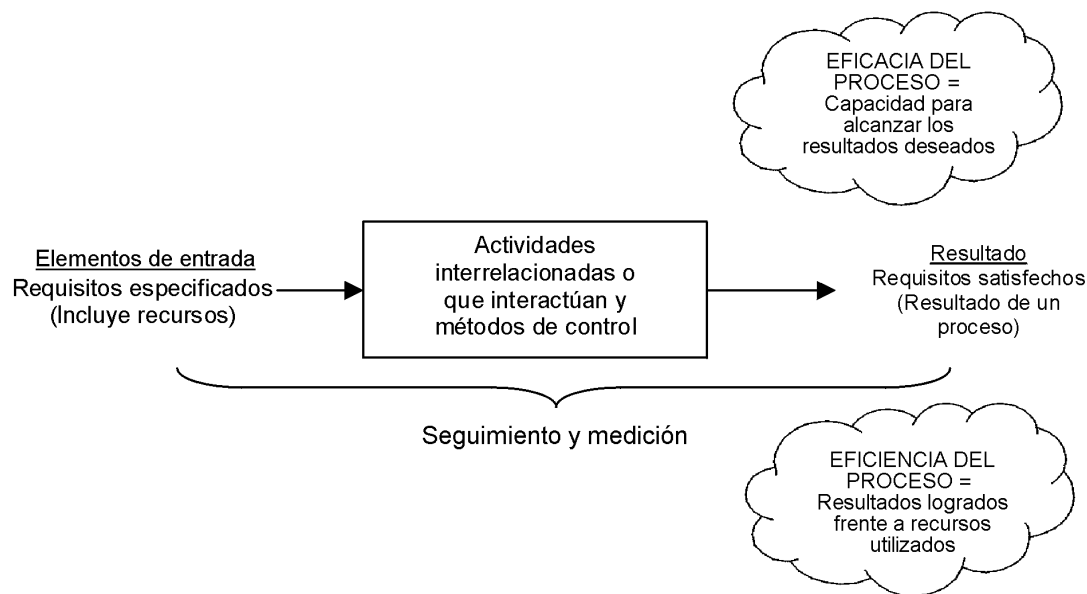 EFICACIA DEL
PROCESO =
Capacidad para
alcanzar los
resultados deseados
Elementos de entrada
Requisitos especificados
(Incluye recursos)
Actividades
interrelacionadas o
que interactúan y
métodos de control
Resultado
Requisitos satisfechos
(Resultado de un
proceso)
Seguimiento y medición
EFICIENCIA DEL
PROCESO =
Resultados logrados
frente a recursos
utilizados